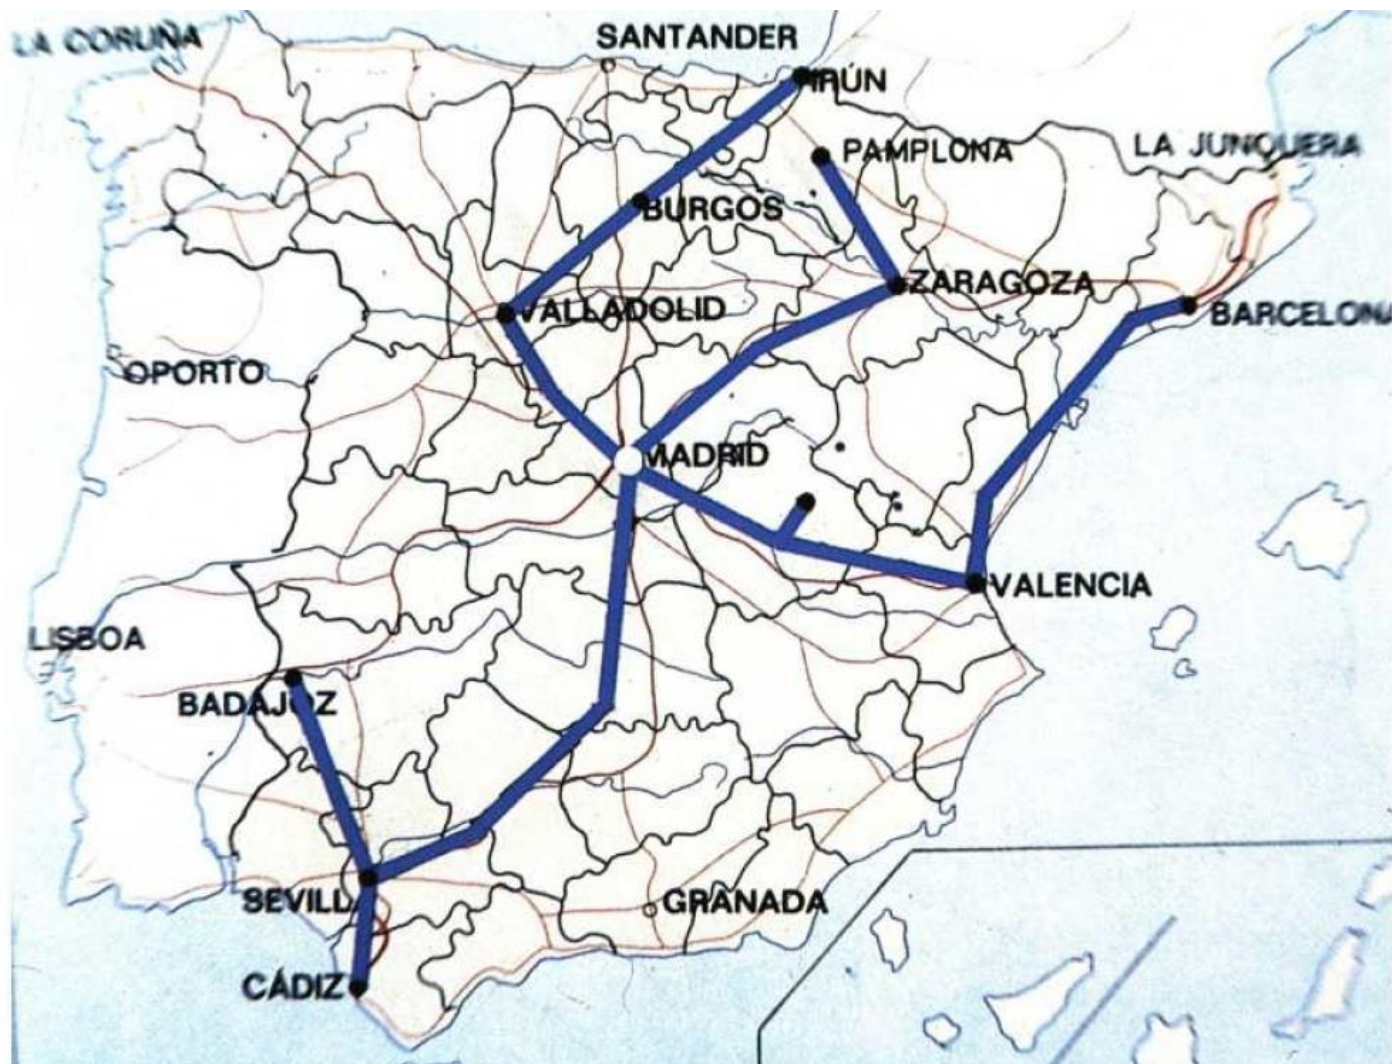 LA CORUÑA
SANTANDER
IRÚN
PAMPLONA
LA JUNQUERA
BURGOS
ZARAGOZA
VALLADOLID
BARCELONA
OPORTO
MADRID
VALENCIA
LISBOA
BADAJOZ
SEVILLA
GRANADA
CÁDIZ